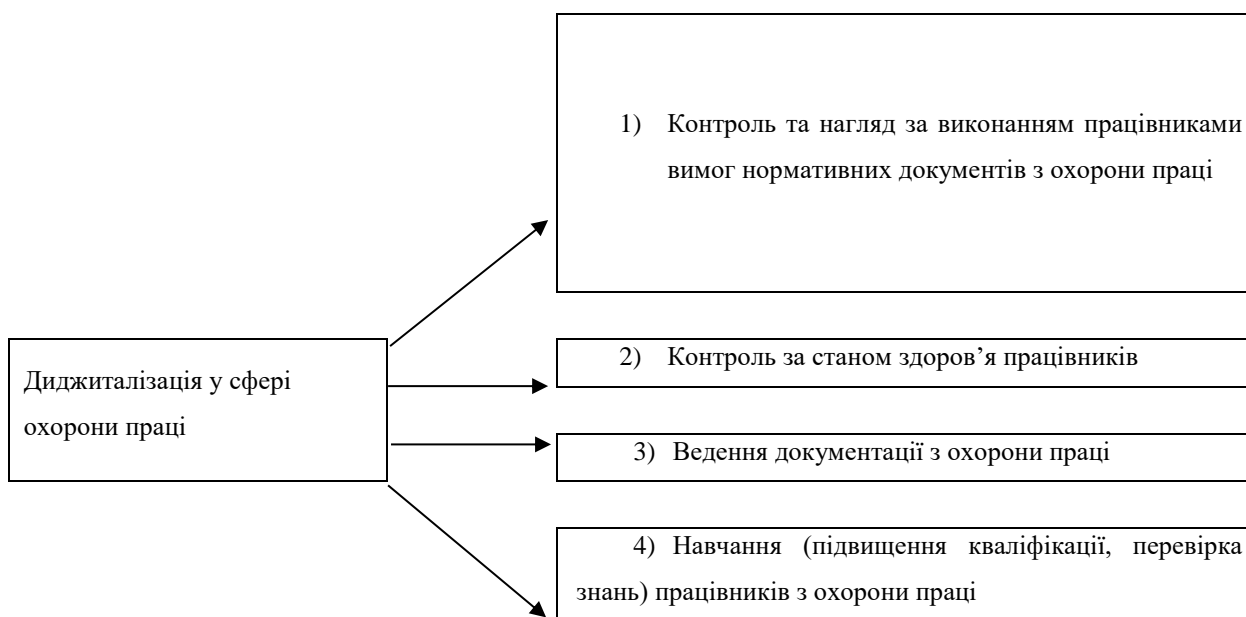 1) Контроль та нагляд за виконанням працівниками
вимог нормативних документів з охорони праці
Диджиталізація у сфері
охорони праці
2) Контроль за станом здоров’я працівників
3) Ведення документації з охорони праці
4) Навчання (підвищення кваліфікації, перевірка
знань) працівників з охорони праці